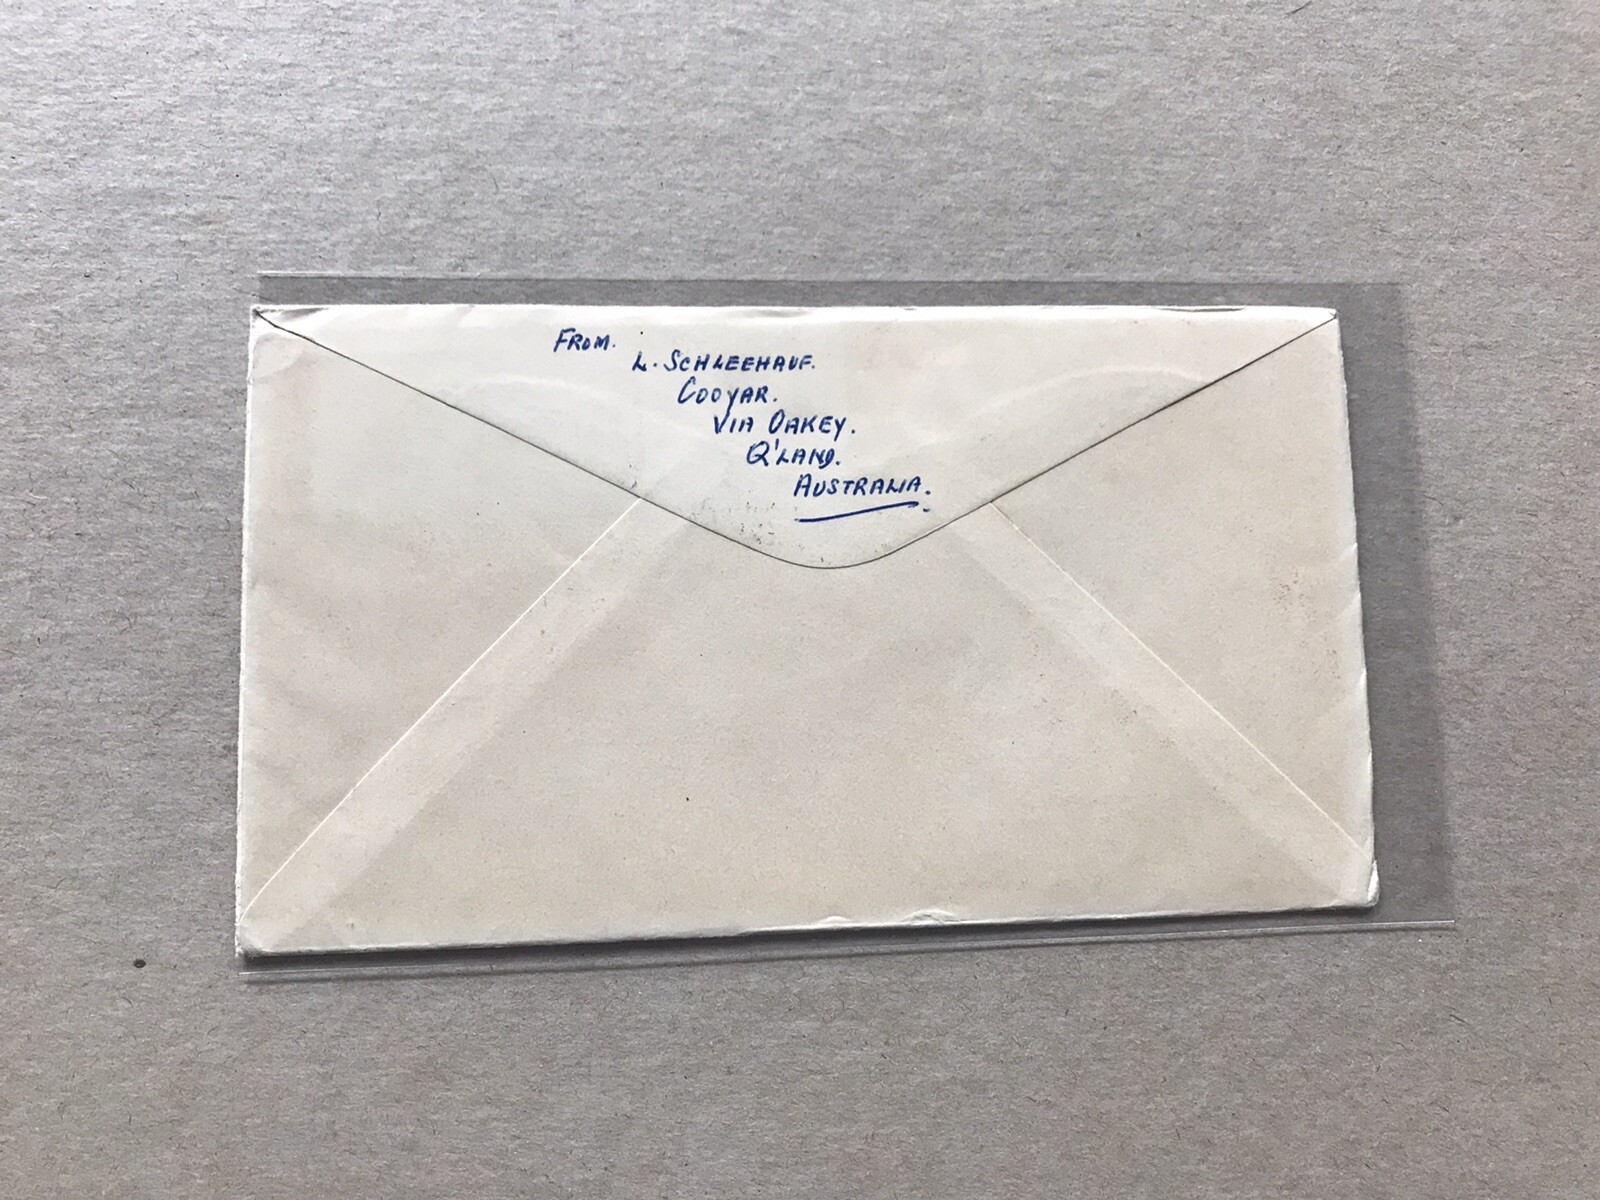 FROM.
L. SCHLEEHAUF.
COOYAR.
VIA OAKEY.
Q'LAND.
AUSTRALIA.